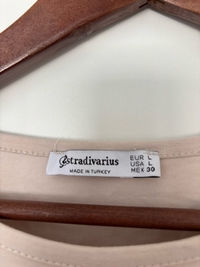 stradivarius
MADE IN TURKEY
EUR L
USA L
MEX 30